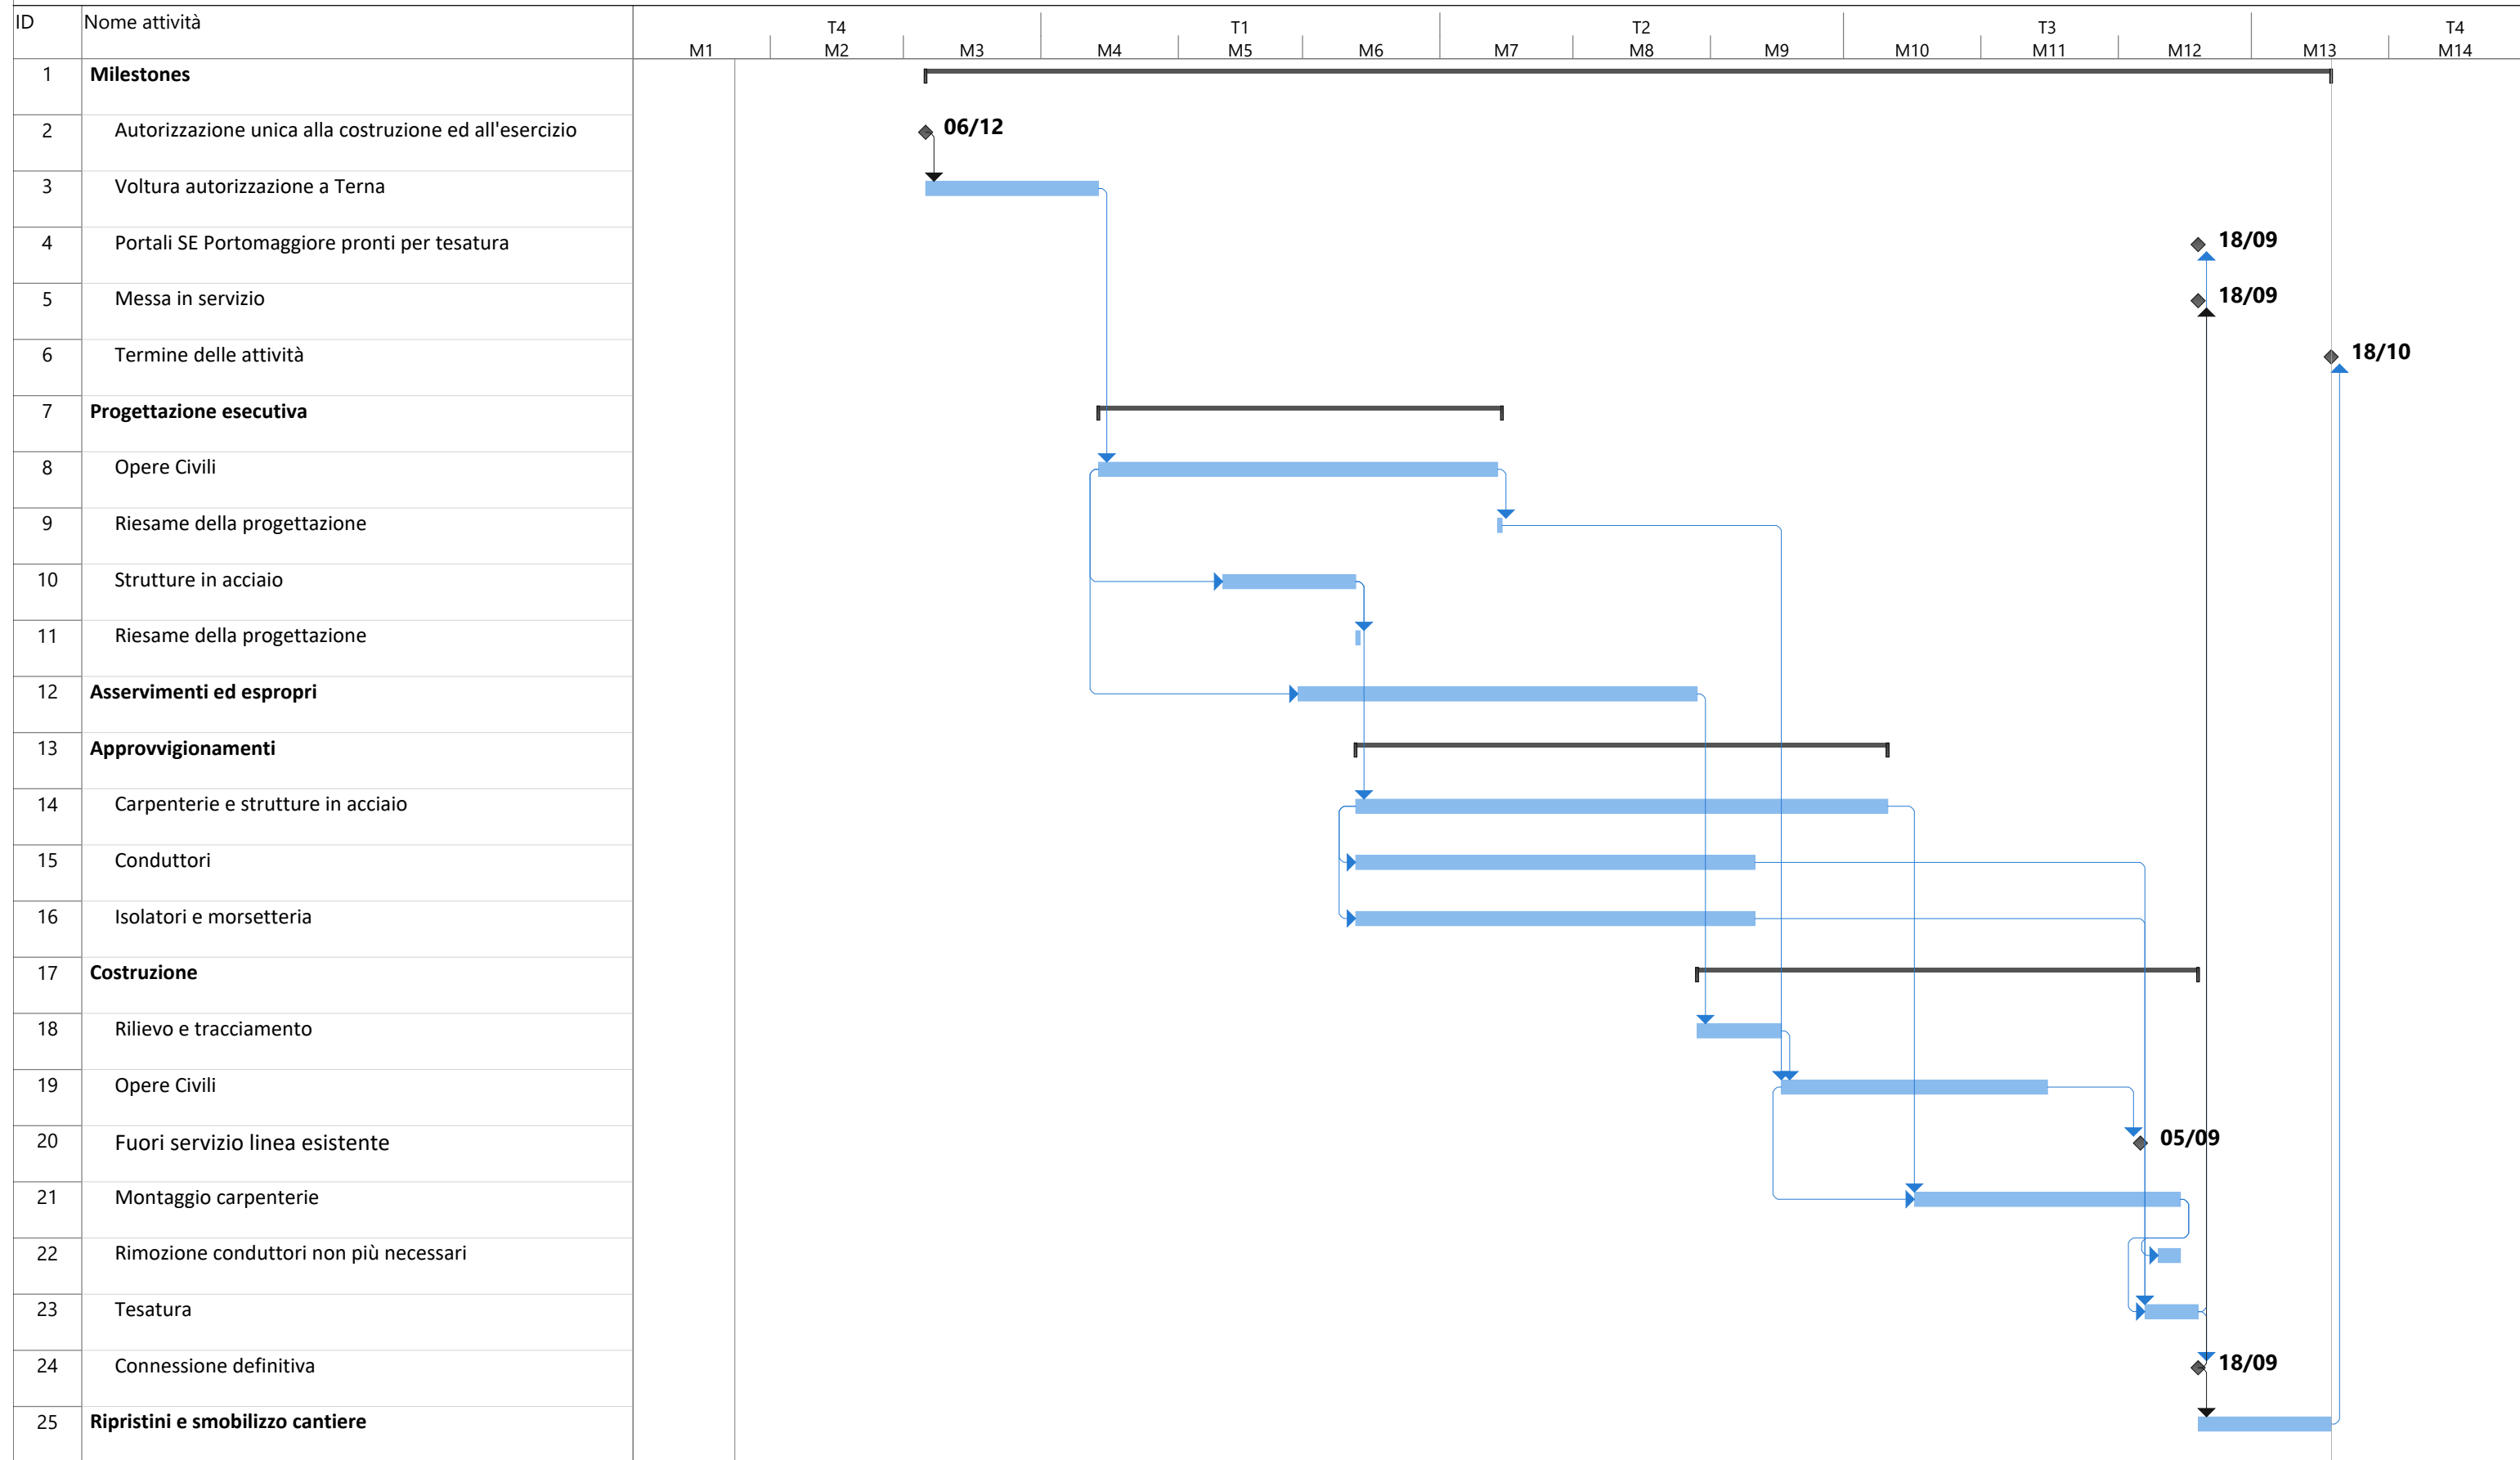 ID Nome attività
T4 T1 T2 T3 T4
M1 M2 M3 M4 M5 M6 M7 M8 M9 M10 M11 M12 M13 M14
1 Milestones
2 Autorizzazione unica alla costruzione ed all'esercizio 06/12
3 Voltura autorizzazione a Terna
4 Portali SE Portomaggiore pronti per tesatura 18/09
5 Messa in servizio 18/09
6 Termine delle attività 18/10
7 Progettazione esecutiva
8 Opere Civili
9 Riesame della progettazione
10 Strutture in acciaio
11 Riesame della progettazione
12 Asservimenti ed espropri
13 Approvvigionamenti
14 Carpenterie e strutture in acciaio
15 Conduttori
16 Isolatori e morsetteria
17 Costruzione
18 Rilievo e tracciamento
19 Opere Civili
20 Fuori servizio linea esistente 05/09
21 Montaggio carpenterie
22 Rimozione conduttori non più necessari
23 Tesatura
24 Connessione definitiva 18/09
25 Ripristini e smobilizzo cantiere